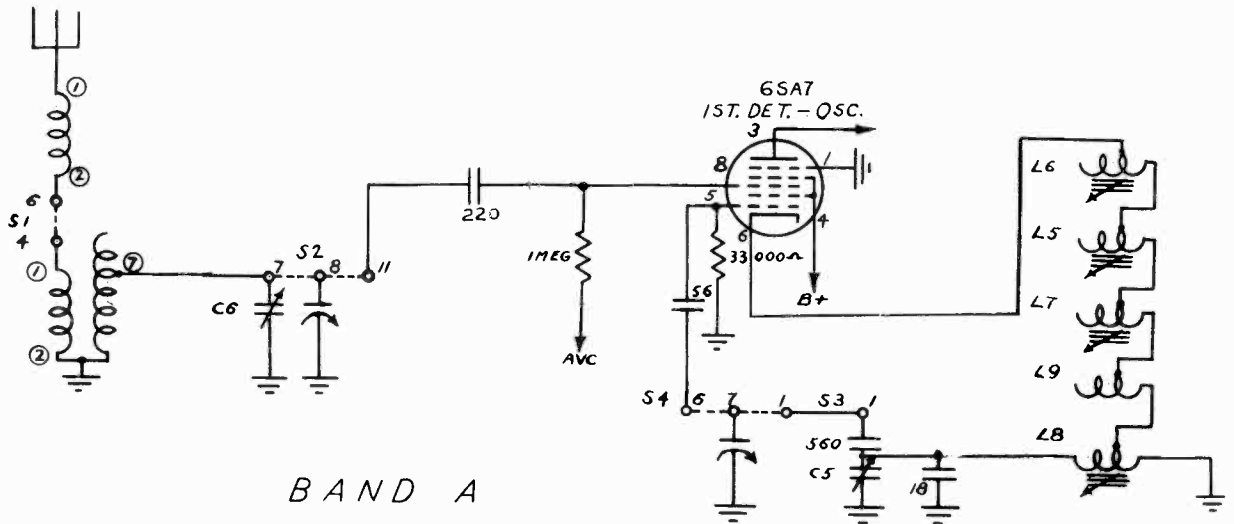 6SA7
1ST. DET. - OSC.
3
8
1
5
4
6
33000Ω
B+
①
②
6
S1
4
①
②
⑦
7
S2
8
11
C6
220
1MEG
AVC
56
S4
6
7
1
S3
1
560
C5
18
L6
L5
L7
L9
L8
BAND A